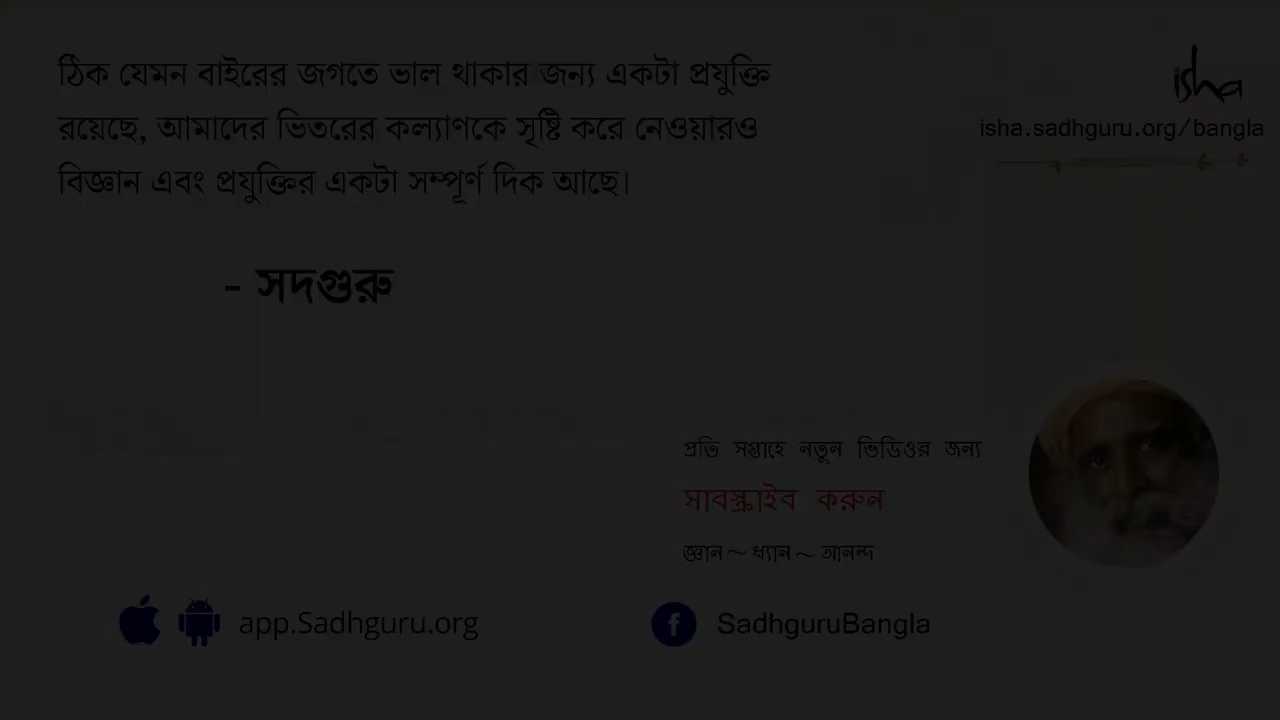 ঠিক যেমন বাইরের জগতে ভাল থাকার জন্য একটা প্রযুক্তি
রয়েছে, আমাদের ভিতরের কল্যাণকে সৃষ্টি করে নেওয়ারও
বিজ্ঞান এবং প্রযুক্তির একটা সম্পূর্ণ দিক আছে।
- সদগুরু
isha
isha.sadhguru.org/bangla
প্রতি সপ্তাহে নতুন ভিডিওর জন্য
সাবস্ক্রাইব করুন
জ্ঞান ~ ধ্যান ~ আনন্দ
app.Sadhguru.org
SadhguruBangla